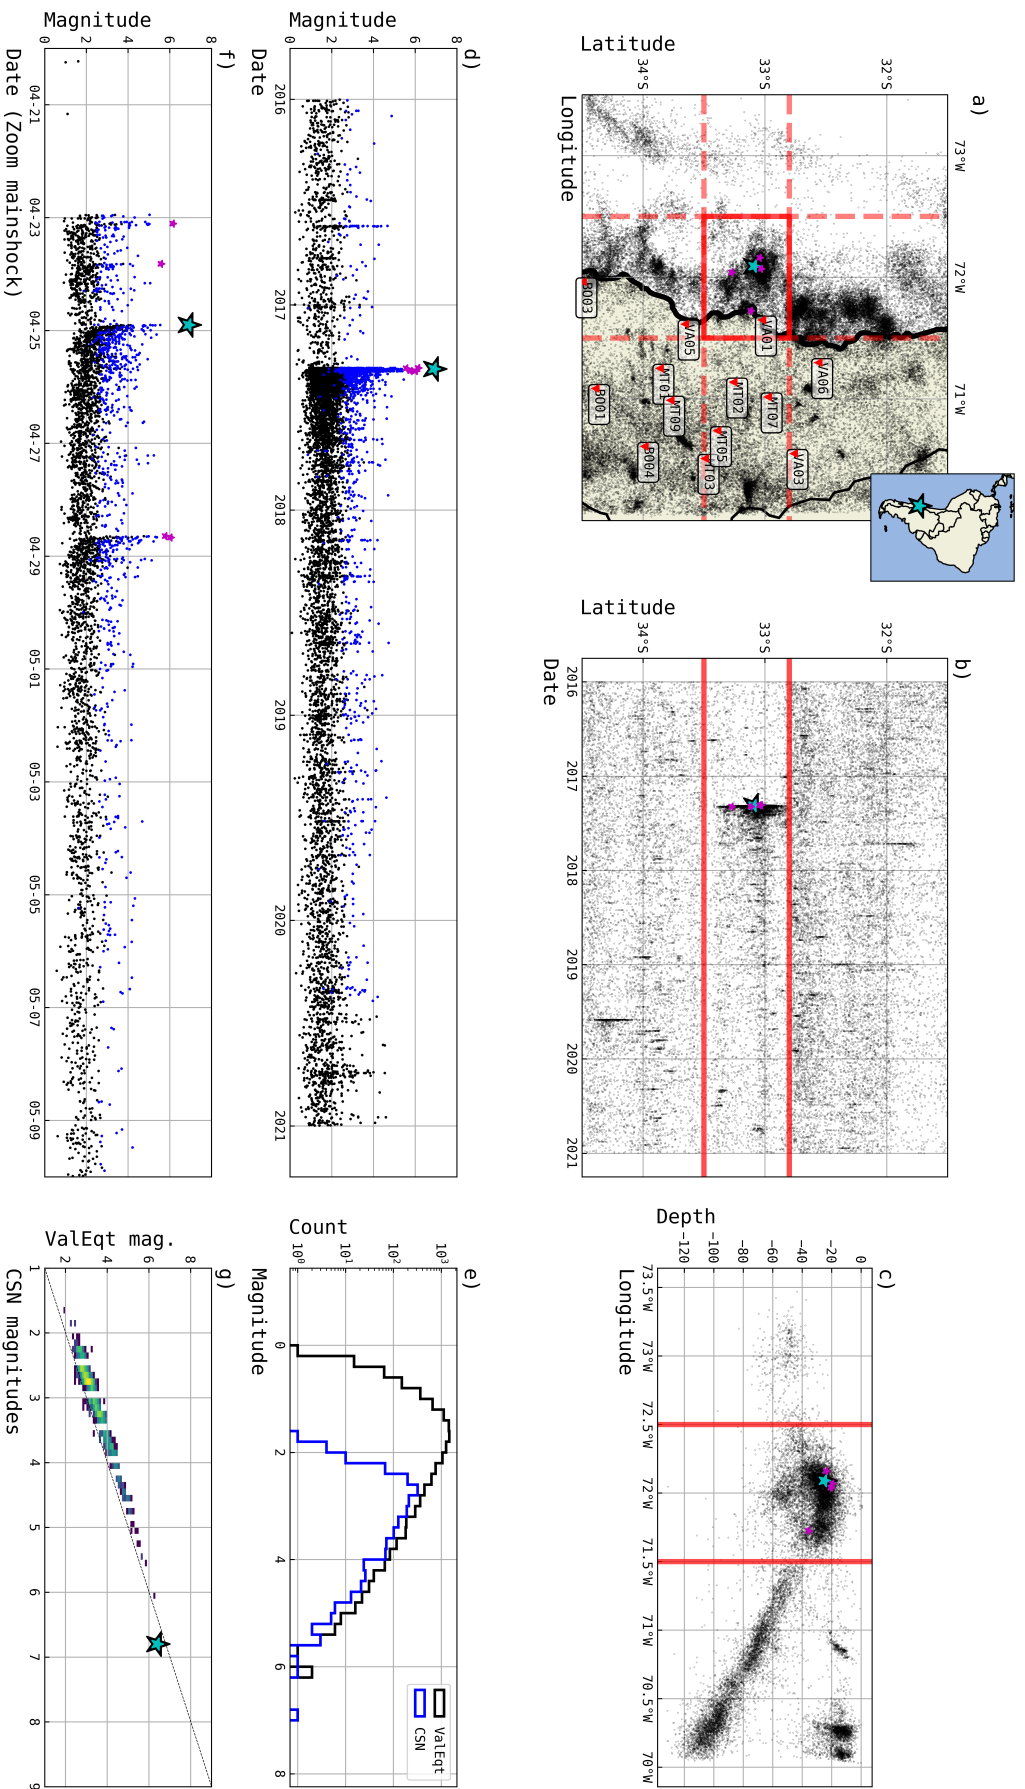 a)
Latitude
34°S
33°S
32°S
73°W
72°W
71°W
Longitude
BO03
VA05
VA01
VA06
BO01
MT01
MT09
MT02
MT07
MT05
BO04
VA03
b)
Latitude
34°S
33°S
32°S
2016
2017
2018
2019
2020
2021
Date
c)
Depth
-120
-100
-80
-60
-40
-20
0
73.5°W
73°W
72.5°W
72°W
71.5°W
71°W
70.5°W
70°W
Longitude
d)
Magnitude
0
2
4
6
8
2016
2017
2018
2019
2020
2021
Date
e)
Count
10⁰
10¹
10²
10³
0
2
4
6
8
Magnitude
ValEqt
CSN
f)
Magnitude
0
2
4
6
8
04-21
04-23
04-25
04-27
04-29
05-01
05-03
05-05
05-07
05-09
Date (Zoom mainshock)
g)
ValEqt mag.
2
4
6
8
1
2
3
4
5
6
7
8
9
CSN magnitudes